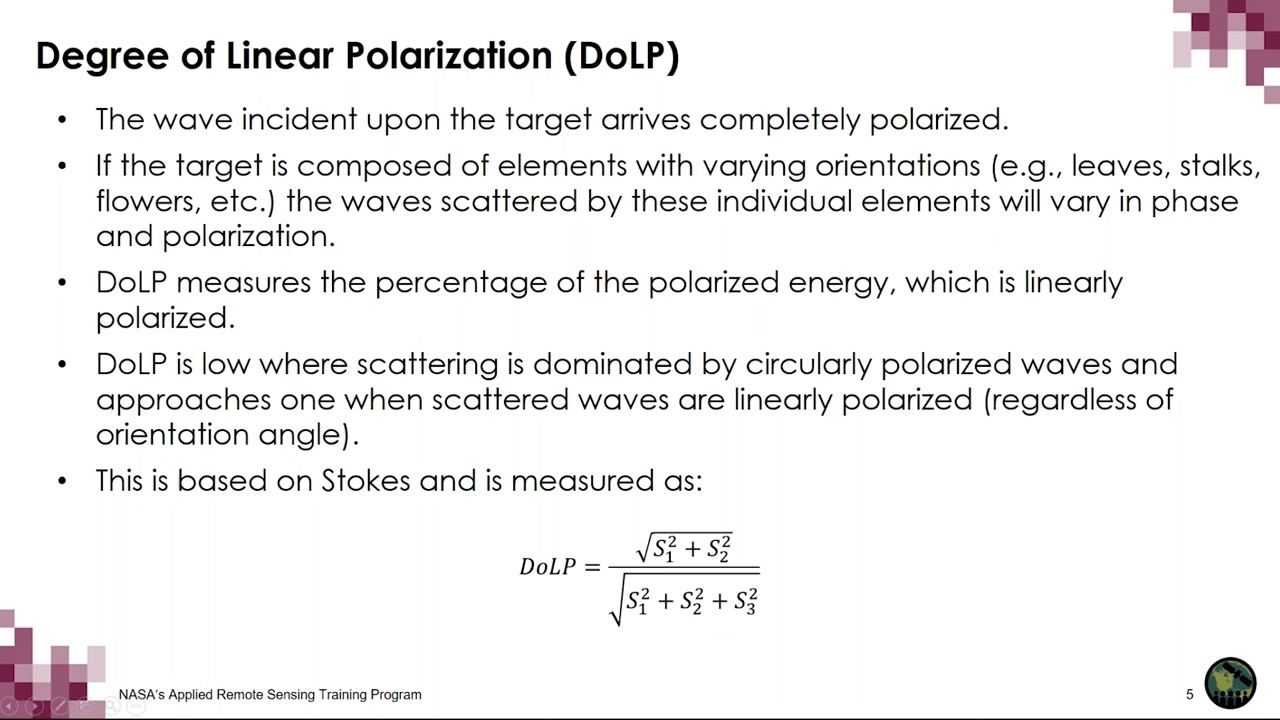 Degree of Linear Polarization (DoLP)
• The wave incident upon the target arrives completely polarized.
• If the target is composed of elements with varying orientations (e.g., leaves, stalks,
flowers, etc.) the waves scattered by these individual elements will vary in phase
and polarization.
• DoLP measures the percentage of the polarized energy, which is linearly
polarized.
• DoLP is low where scattering is dominated by circularly polarized waves and
approaches one when scattered waves are linearly polarized (regardless of
orientation angle).
• This is based on Stokes and is measured as:
DoLP = √(S₁² + S₂²) / √(S₁² + S₂² + S₃²)
NASA's Applied Remote Sensing Training Program
5